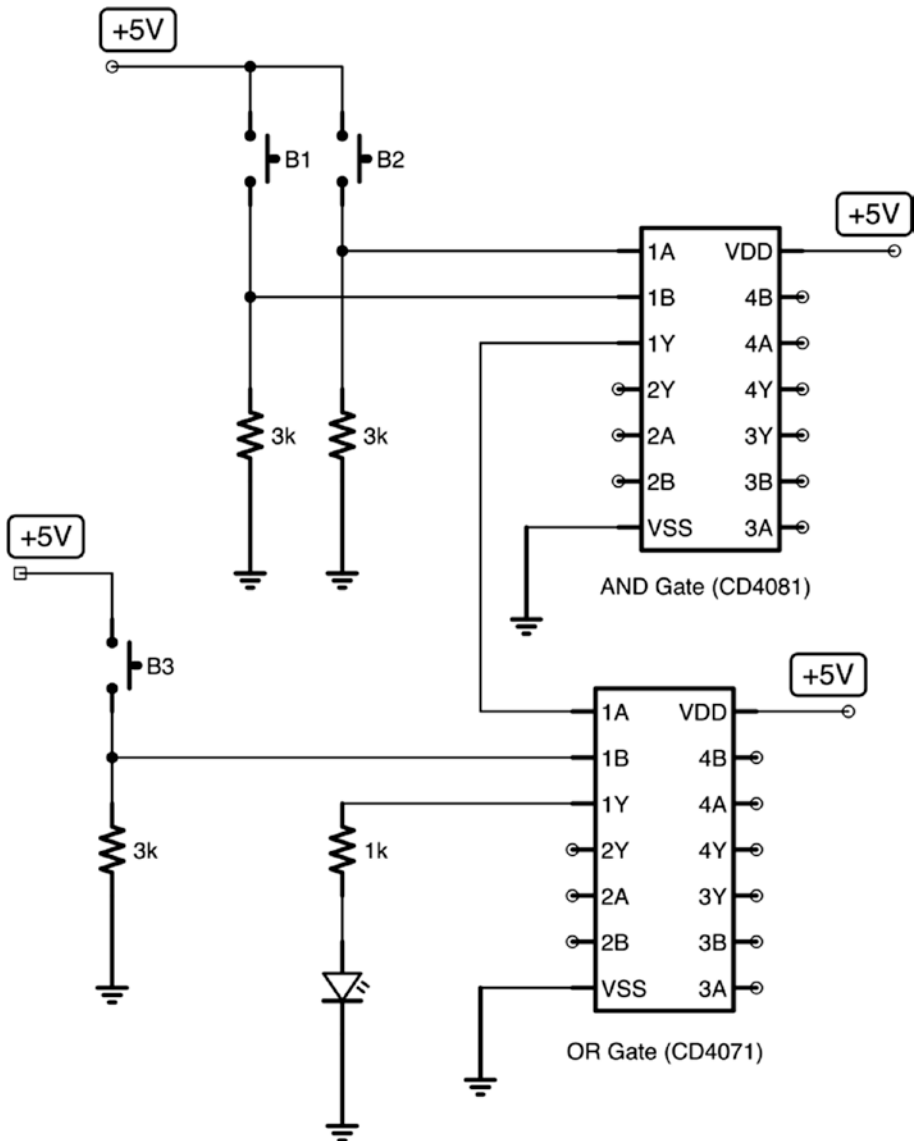 +5V
B1
B2
+5V
1A
VDD
1B
4B
1Y
4A
2Y
4Y
2A
3Y
2B
3B
VSS
3A
3k
3k
AND Gate (CD4081)
+5V
B3
3k
1k
+5V
1A
VDD
1B
4B
1Y
4A
2Y
4Y
2A
3Y
2B
3B
VSS
3A
OR Gate (CD4071)